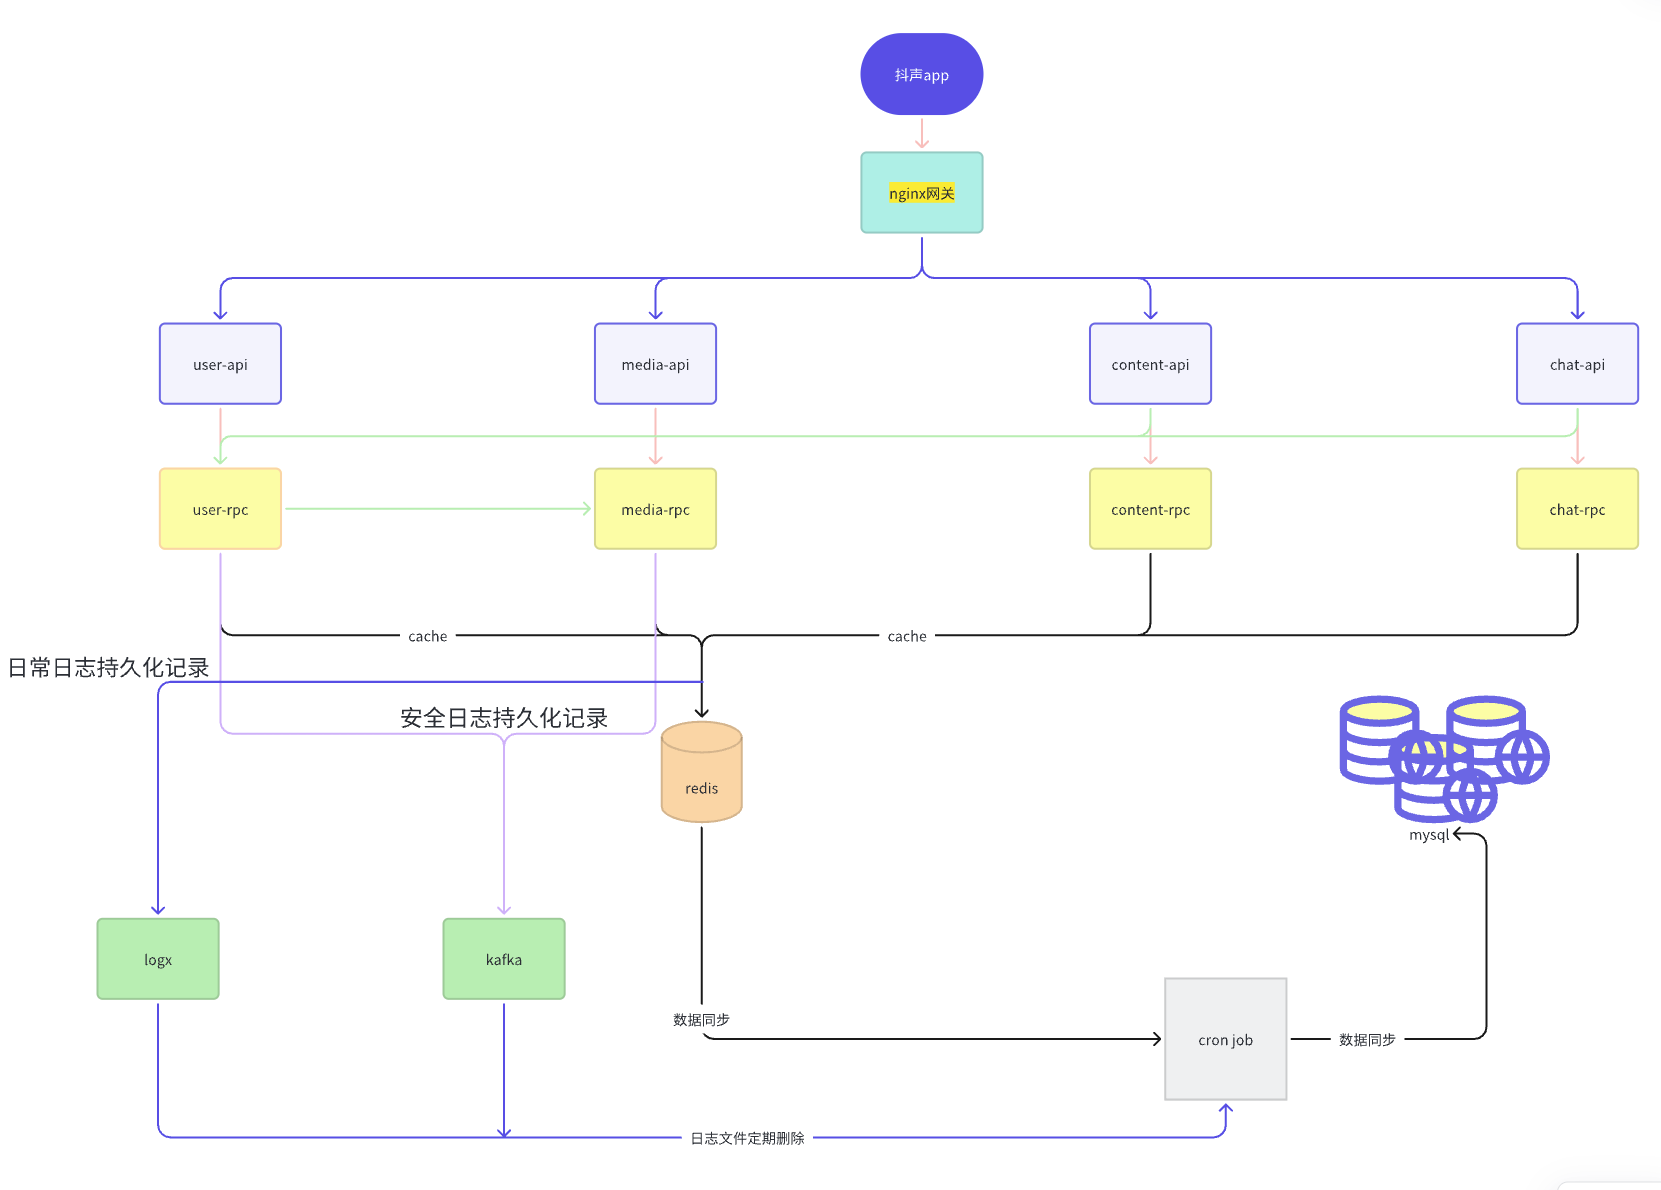 抖声app
nginx网关
user-api
media-api
content-api
chat-api
user-rpc
media-rpc
content-rpc
chat-rpc
cache
cache
日常日志持久化记录
安全日志持久化记录
redis
mysql
logx
kafka
数据同步
cron job
数据同步
日志文件定期删除